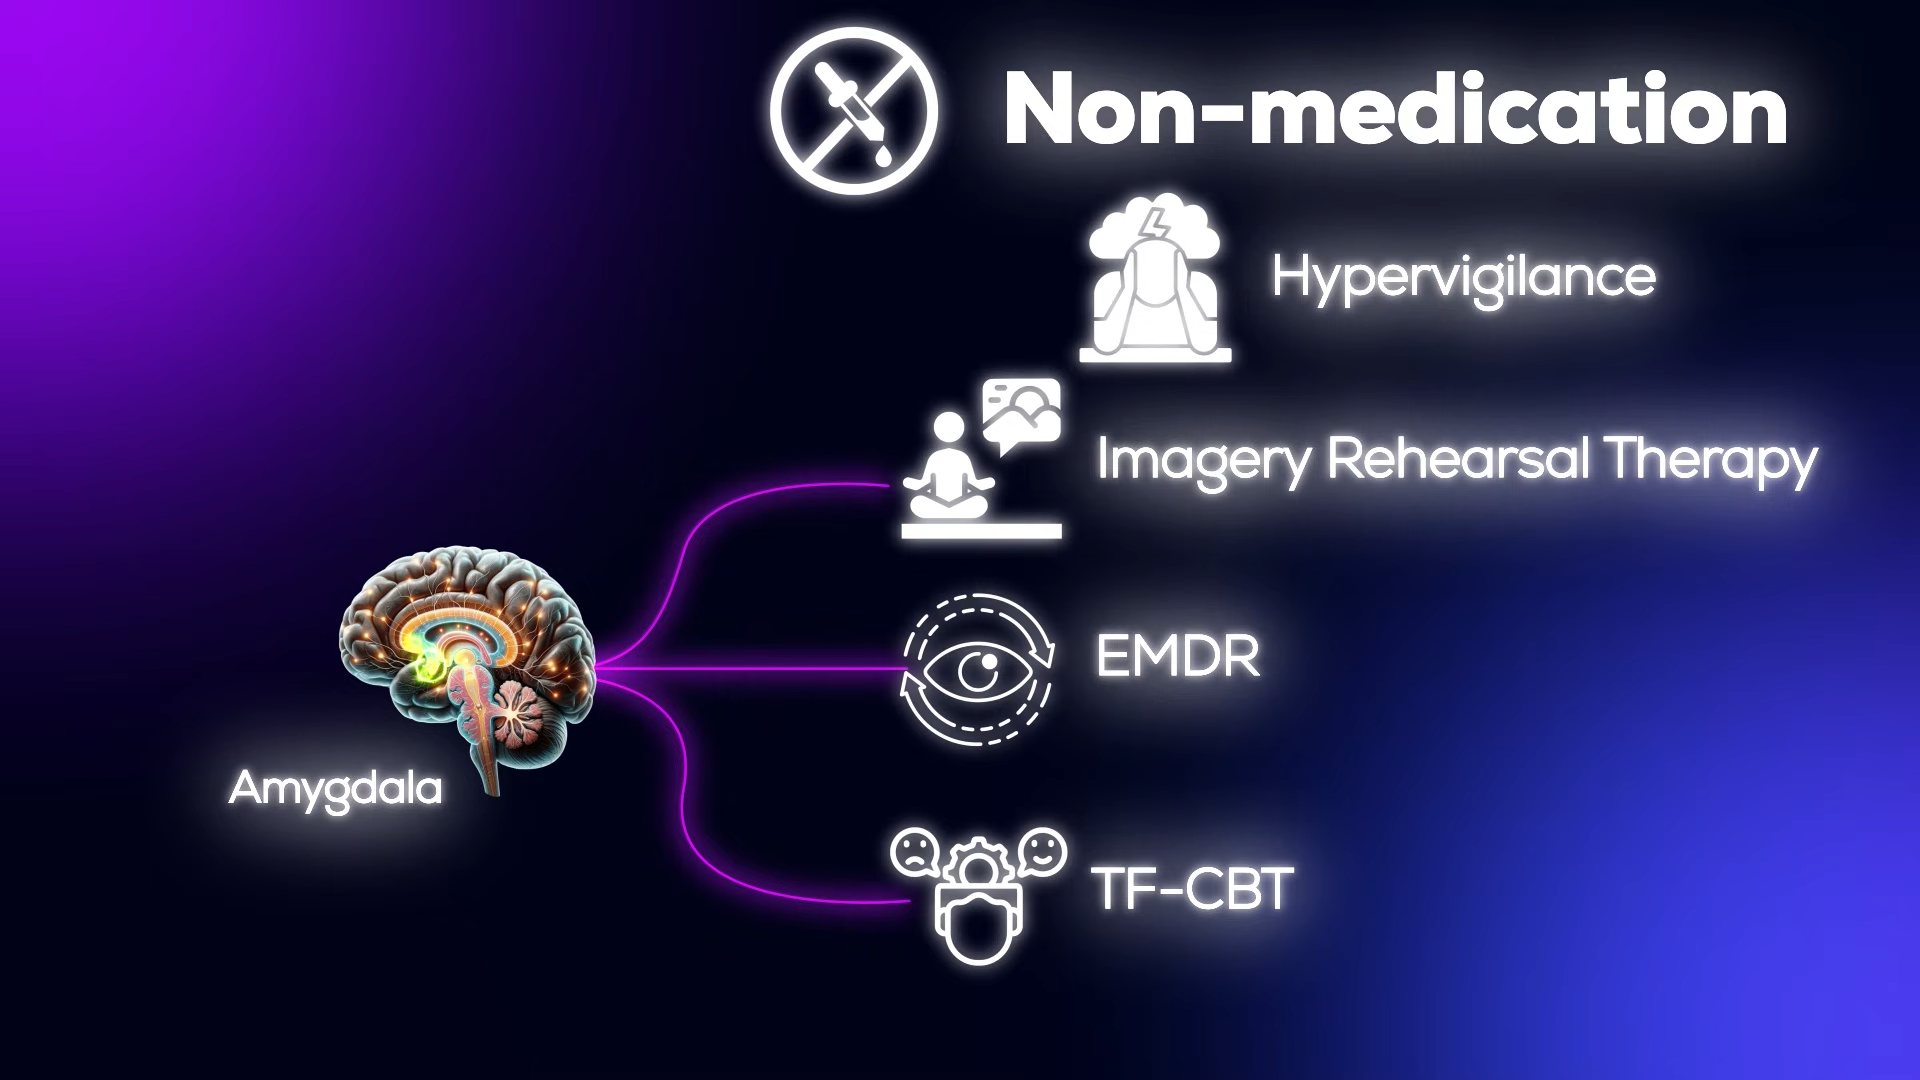 Non-medication
Hypervigilance
Imagery Rehearsal Therapy
EMDR
Amygdala
TF-CBT